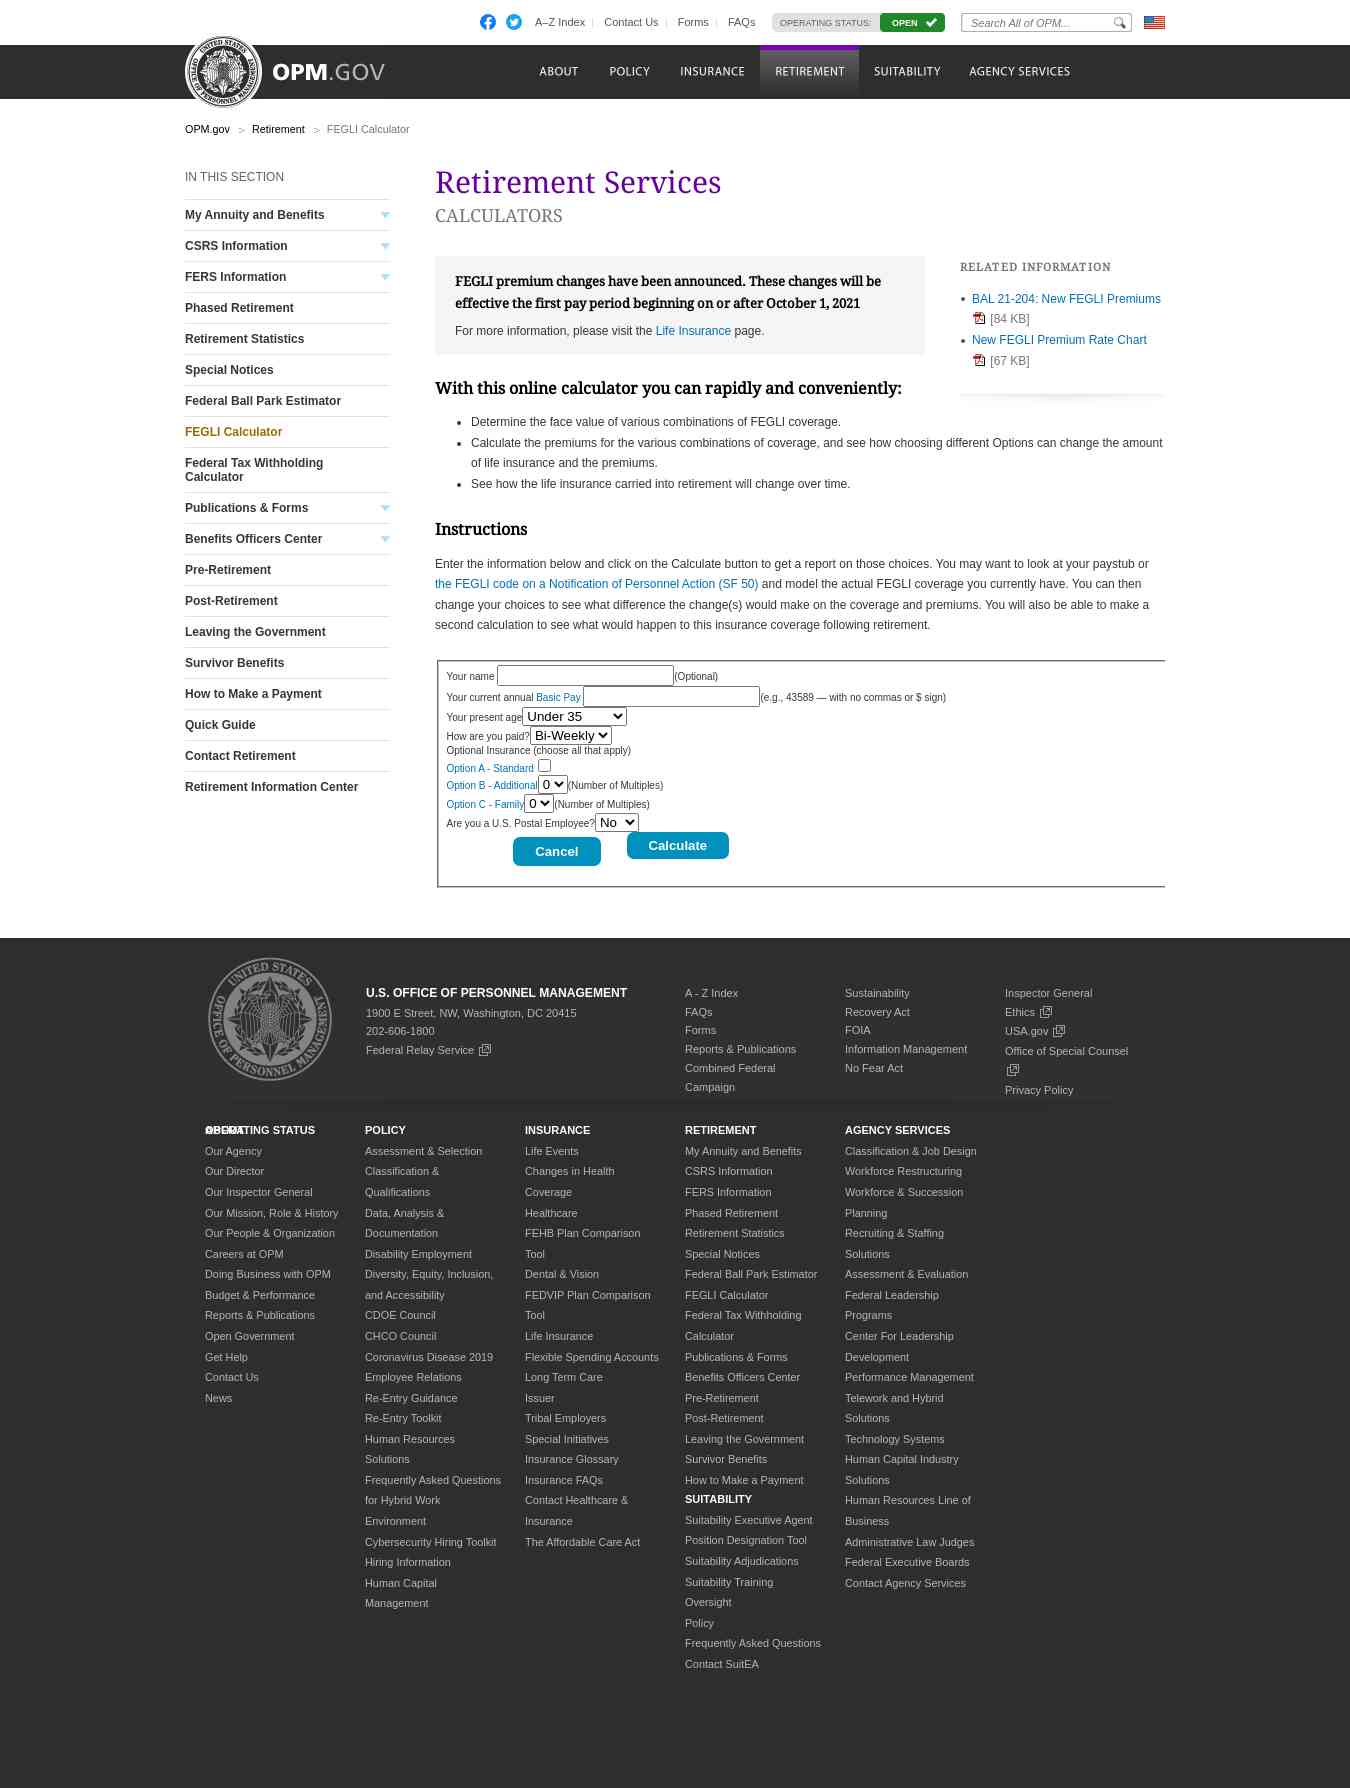 A–Z Index
Contact Us
Forms
FAQs
OPERATING STATUS: OPEN
Search All of OPM...
OPM.GOV
ABOUT
POLICY
INSURANCE
RETIREMENT
SUITABILITY
AGENCY SERVICES
OPM.gov > Retirement > FEGLI Calculator
IN THIS SECTION
My Annuity and Benefits
CSRS Information
FERS Information
Phased Retirement
Retirement Statistics
Special Notices
Federal Ball Park Estimator
FEGLI Calculator
Federal Tax Withholding
Calculator
Publications & Forms
Benefits Officers Center
Pre-Retirement
Post-Retirement
Leaving the Government
Survivor Benefits
How to Make a Payment
Quick Guide
Contact Retirement
Retirement Information Center
Retirement Services
CALCULATORS
FEGLI premium changes have been announced. These changes will be
effective the first pay period beginning on or after October 1, 2021
For more information, please visit the Life Insurance page.
RELATED INFORMATION
BAL 21-204: New FEGLI Premiums
[84 KB]
New FEGLI Premium Rate Chart
[67 KB]
With this online calculator you can rapidly and conveniently:
• Determine the face value of various combinations of FEGLI coverage.
• Calculate the premiums for the various combinations of coverage, and see how choosing different Options can change the amount
of life insurance and the premiums.
• See how the life insurance carried into retirement will change over time.
Instructions
Enter the information below and click on the Calculate button to get a report on those choices. You may want to look at your paystub or
the FEGLI code on a Notification of Personnel Action (SF 50) and model the actual FEGLI coverage you currently have. You can then
change your choices to see what difference the change(s) would make on the coverage and premiums. You will also be able to make a
second calculation to see what would happen to this insurance coverage following retirement.
Your name (Optional)
Your current annual Basic Pay (e.g., 43589 — with no commas or $ sign)
Your present age Under 35
How are you paid? Bi-Weekly
Optional Insurance (choose all that apply)
Option A - Standard
Option B - Additional 0 (Number of Multiples)
Option C - Family 0 (Number of Multiples)
Are you a U.S. Postal Employee? No
Cancel
Calculate
UNITED STATES
OFFICE OF PERSONNEL MANAGEMENT
U.S. OFFICE OF PERSONNEL MANAGEMENT
1900 E Street, NW, Washington, DC 20415
202-606-1800
Federal Relay Service
A - Z Index
FAQs
Forms
Reports & Publications
Combined Federal
Campaign
Sustainability
Recovery Act
FOIA
Information Management
No Fear Act
Inspector General
Ethics
USA.gov
Office of Special Counsel
Privacy Policy
OPERATING STATUS
ABOUT
Our Agency
Our Director
Our Inspector General
Our Mission, Role & History
Our People & Organization
Careers at OPM
Doing Business with OPM
Budget & Performance
Reports & Publications
Open Government
Get Help
Contact Us
News
POLICY
Assessment & Selection
Classification &
Qualifications
Data, Analysis &
Documentation
Disability Employment
Diversity, Equity, Inclusion,
and Accessibility
CDOE Council
CHCO Council
Coronavirus Disease 2019
Employee Relations
Re-Entry Guidance
Re-Entry Toolkit
Human Resources
Solutions
Frequently Asked Questions
for Hybrid Work
Environment
Cybersecurity Hiring Toolkit
Hiring Information
Human Capital
Management
INSURANCE
Life Events
Changes in Health
Coverage
Healthcare
FEHB Plan Comparison
Tool
Dental & Vision
FEDVIP Plan Comparison
Tool
Life Insurance
Flexible Spending Accounts
Long Term Care
Issuer
Tribal Employers
Special Initiatives
Insurance Glossary
Insurance FAQs
Contact Healthcare &
Insurance
The Affordable Care Act
RETIREMENT
My Annuity and Benefits
CSRS Information
FERS Information
Phased Retirement
Retirement Statistics
Special Notices
Federal Ball Park Estimator
FEGLI Calculator
Federal Tax Withholding
Calculator
Publications & Forms
Benefits Officers Center
Pre-Retirement
Post-Retirement
Leaving the Government
Survivor Benefits
How to Make a Payment
SUITABILITY
Suitability Executive Agent
Position Designation Tool
Suitability Adjudications
Suitability Training
Oversight
Policy
Frequently Asked Questions
Contact SuitEA
AGENCY SERVICES
Classification & Job Design
Workforce Restructuring
Workforce & Succession
Planning
Recruiting & Staffing
Solutions
Assessment & Evaluation
Federal Leadership
Programs
Center For Leadership
Development
Performance Management
Telework and Hybrid
Solutions
Technology Systems
Human Capital Industry
Solutions
Human Resources Line of
Business
Administrative Law Judges
Federal Executive Boards
Contact Agency Services